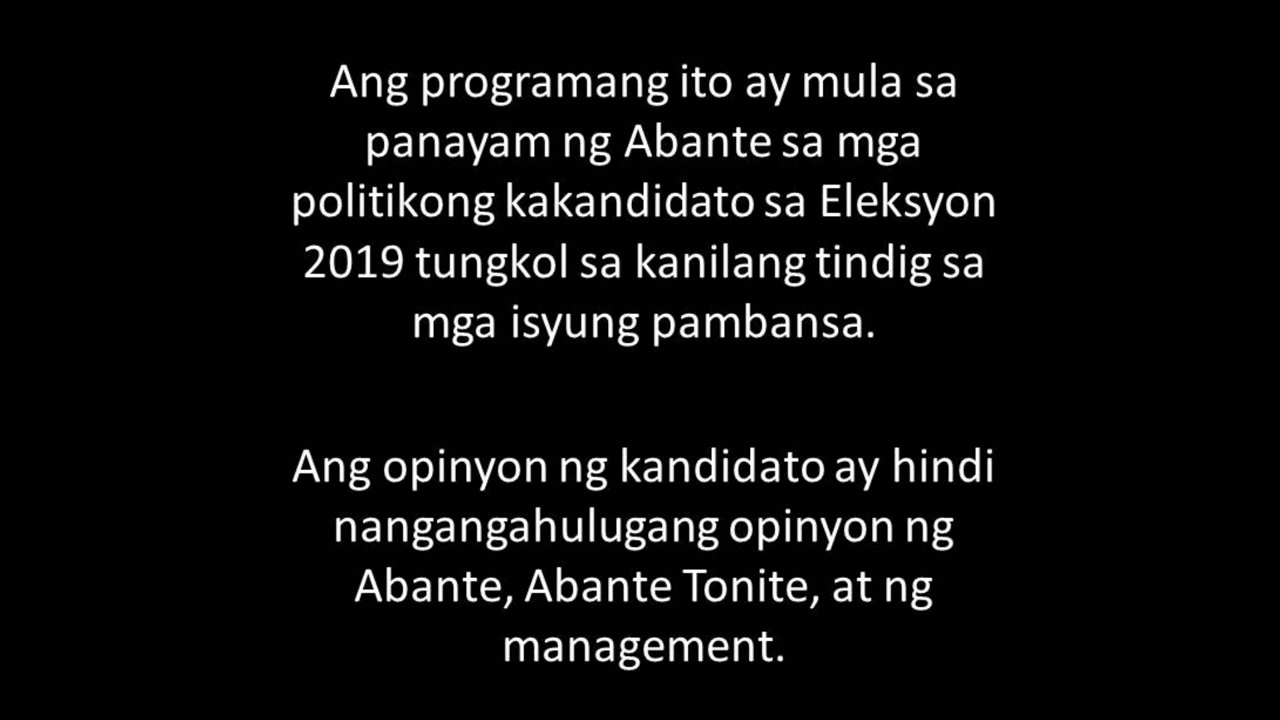 Ang programang ito ay mula sa
panayam ng Abante sa mga
politikong kakandidato sa Eleksyon
2019 tungkol sa kanilang tindig sa
mga isyung pambansa.
Ang opinyon ng kandidato ay hindi
nangangahulugang opinyon ng
Abante, Abante Tonite, at ng
management.